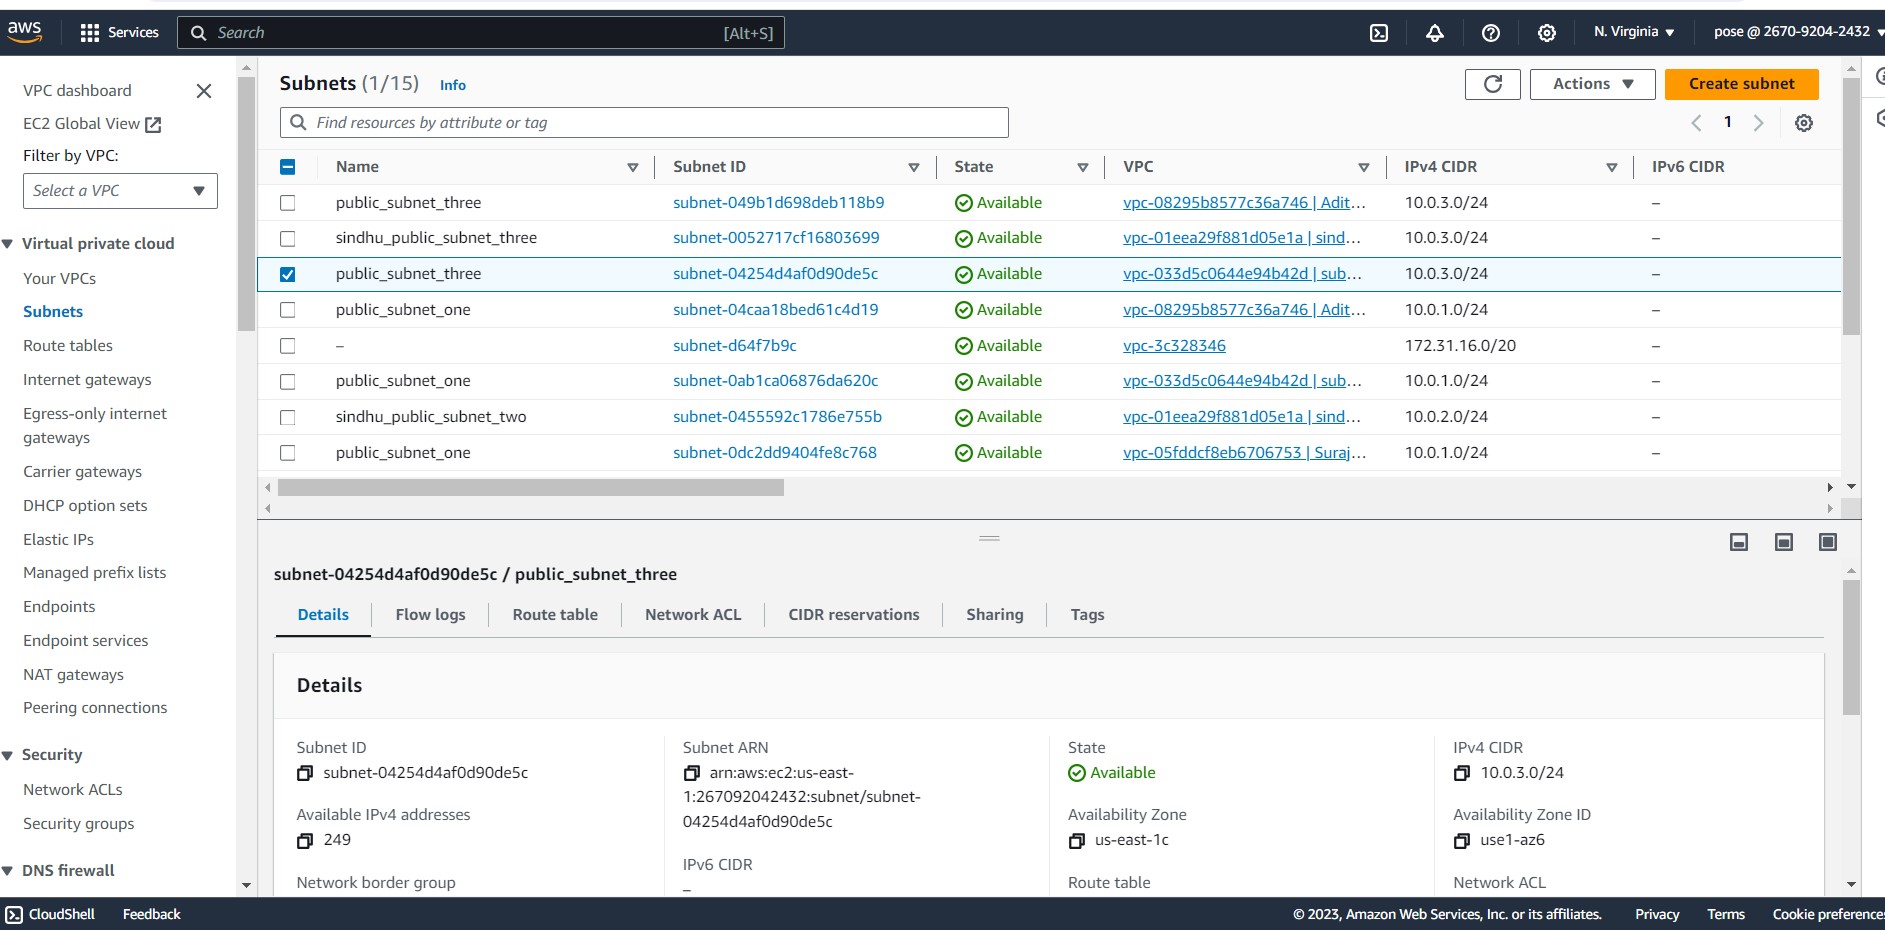 aws
Services
Search
[Alt+S]
N. Virginia
pose @ 2670-9204-2432
VPC dashboard
EC2 Global View
Filter by VPC:
Select a VPC
Virtual private cloud
Your VPCs
Subnets
Route tables
Internet gateways
Egress-only internet
gateways
Carrier gateways
DHCP option sets
Elastic IPs
Managed prefix lists
Endpoints
Endpoint services
NAT gateways
Peering connections
Security
Network ACLs
Security groups
DNS firewall
Subnets (1/15) Info
Actions
Create subnet
Find resources by attribute or tag
1
Name Subnet ID State VPC IPv4 CIDR IPv6 CIDR
public_subnet_three subnet-049b1d698deb118b9 Available vpc-08295b8577c36a746 | Adit... 10.0.3.0/24 –
sindhu_public_subnet_three subnet-0052717cf16803699 Available vpc-01eea29f881d05e1a | sind... 10.0.3.0/24 –
public_subnet_three subnet-04254d4af0d90de5c Available vpc-033d5c0644e94b42d | sub... 10.0.3.0/24 –
public_subnet_one subnet-04caa18bed61c4d19 Available vpc-08295b8577c36a746 | Adit... 10.0.1.0/24 –
– subnet-d64f7b9c Available vpc-3c328346 172.31.16.0/20 –
public_subnet_one subnet-0ab1ca06876da620c Available vpc-033d5c0644e94b42d | sub... 10.0.1.0/24 –
sindhu_public_subnet_two subnet-0455592c1786e755b Available vpc-01eea29f881d05e1a | sind... 10.0.2.0/24 –
public_subnet_one subnet-0dc2dd9404fe8c768 Available vpc-05fddcf8eb6706753 | Suraj... 10.0.1.0/24 –
subnet-04254d4af0d90de5c / public_subnet_three
Details Flow logs Route table Network ACL CIDR reservations Sharing Tags
Details
Subnet ID
subnet-04254d4af0d90de5c
Available IPv4 addresses
249
Network border group
Subnet ARN
arn:aws:ec2:us-east-
1:267092042432:subnet/subnet-
04254d4af0d90de5c
IPv6 CIDR
–
State
Available
Availability Zone
us-east-1c
Route table
IPv4 CIDR
10.0.3.0/24
Availability Zone ID
use1-az6
Network ACL
CloudShell Feedback
© 2023, Amazon Web Services, Inc. or its affiliates. Privacy Terms Cookie preferences